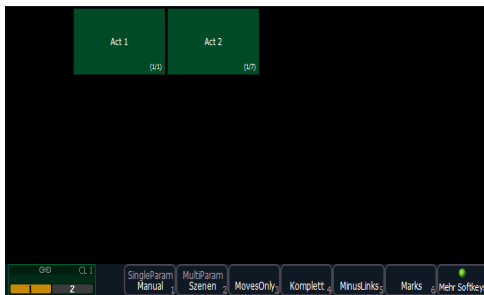 Act 1
(1/1)
Act 2
(1/7)
CL 1
1
2
SingleParam
Manual 1
MultiParam
Szenen 2
MovesOnly 3
Komplett 4
MinusLinks 5
Marks 6
Mehr Softkeys